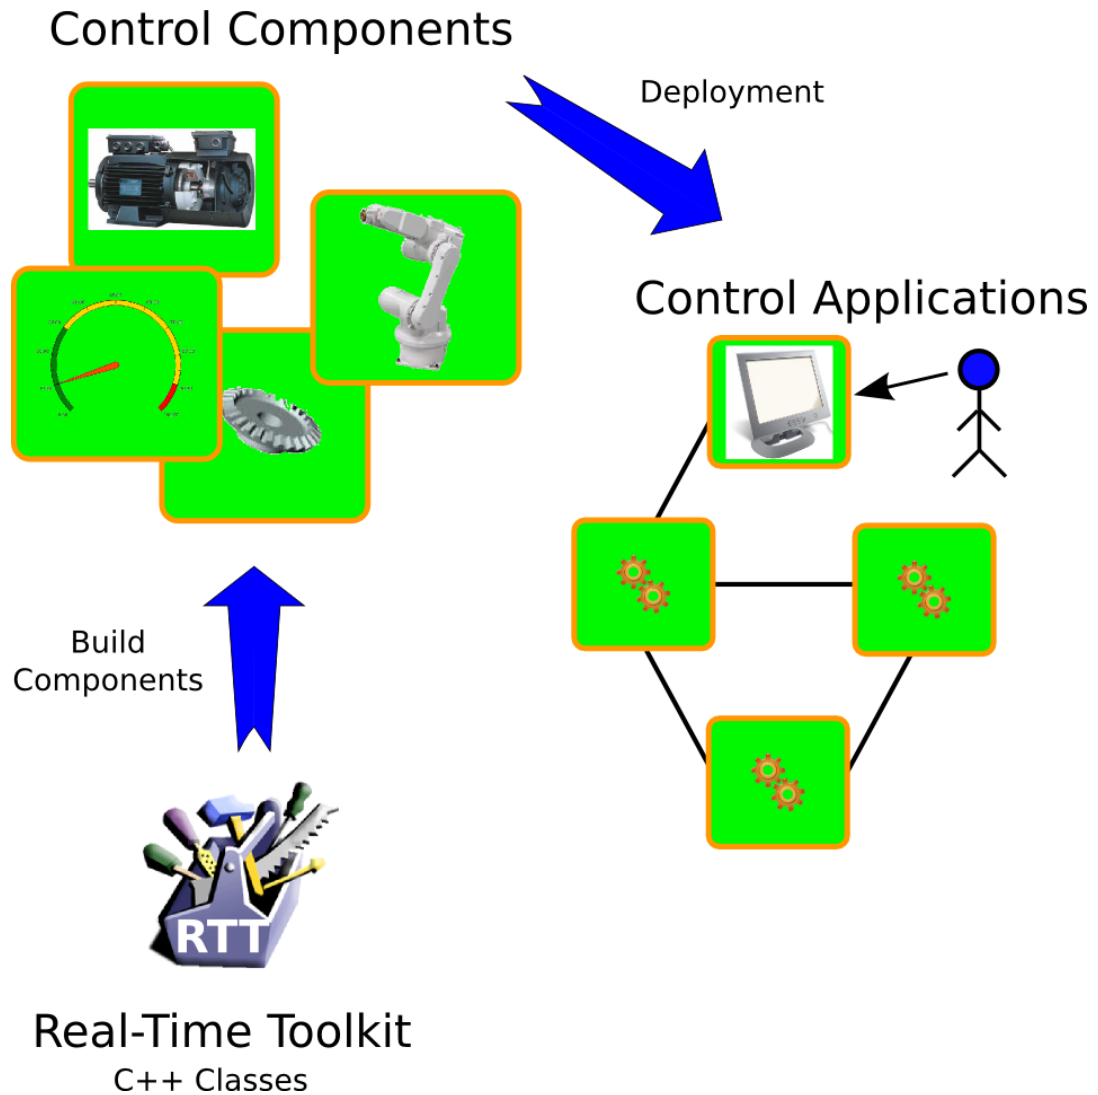 Control Components
Deployment
Control Applications
Build
Components
RTT
Real-Time Toolkit
C++ Classes